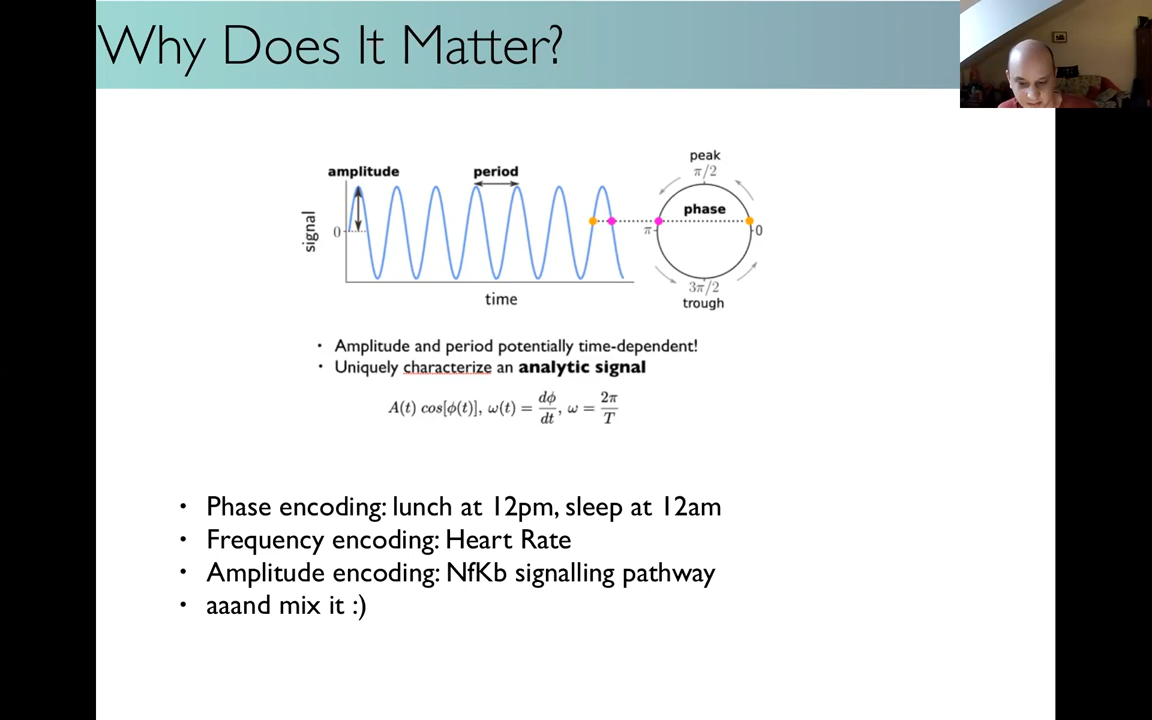 Why Does It Matter?
amplitude
period
signal
0
time
peak
π/2
phase
π
0
3π/2
trough
• Amplitude and period potentially time-dependent!
• Uniquely characterize an analytic signal
A(t) cos[ϕ(t)], ω(t) = dϕ/dt, ω = 2π/T
• Phase encoding: lunch at 12pm, sleep at 12am
• Frequency encoding: Heart Rate
• Amplitude encoding: NfKb signalling pathway
• aaand mix it :)